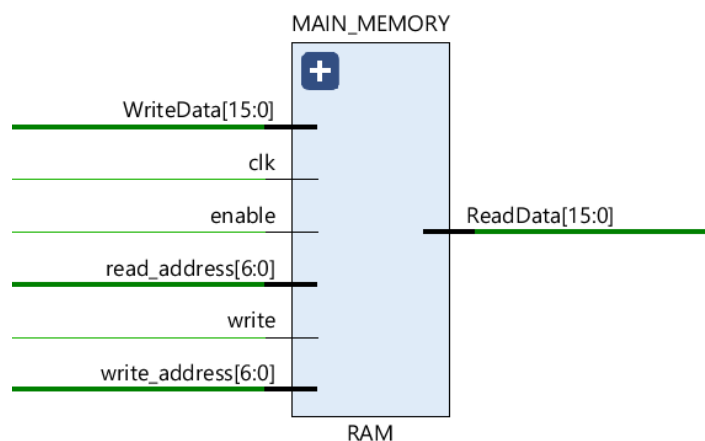 MAIN_MEMORY
WriteData[15:0]
clk
enable
ReadData[15:0]
read_address[6:0]
write
write_address[6:0]
RAM